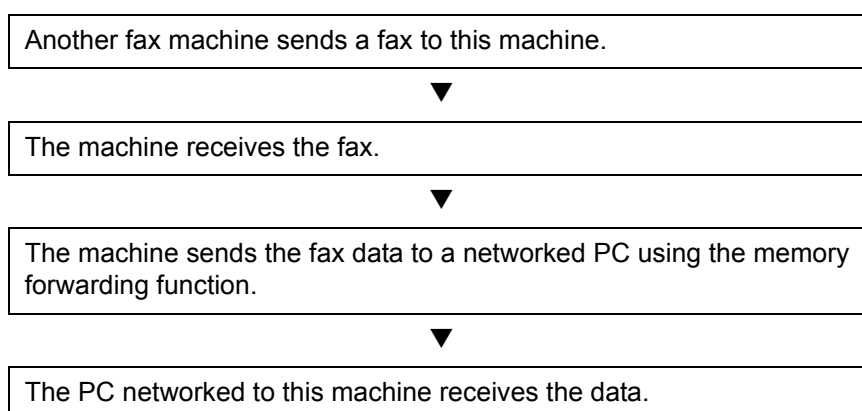 Another fax machine sends a fax to this machine.
The machine receives the fax.
The machine sends the fax data to a networked PC using the memory
forwarding function.
The PC networked to this machine receives the data.